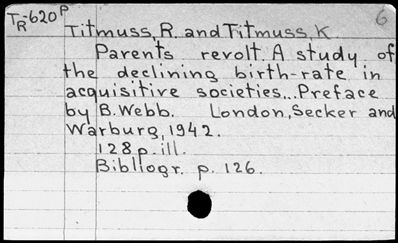 TR-620P 6
Titmuss, R. and Titmuss, K.
Parents revolt. A study of
the declining birth-rate in
acquisitive societies... Preface
by B. Webb. London, Secker and
Warburg, 1942.
128 p. ill.
Bibliogr. p. 126.